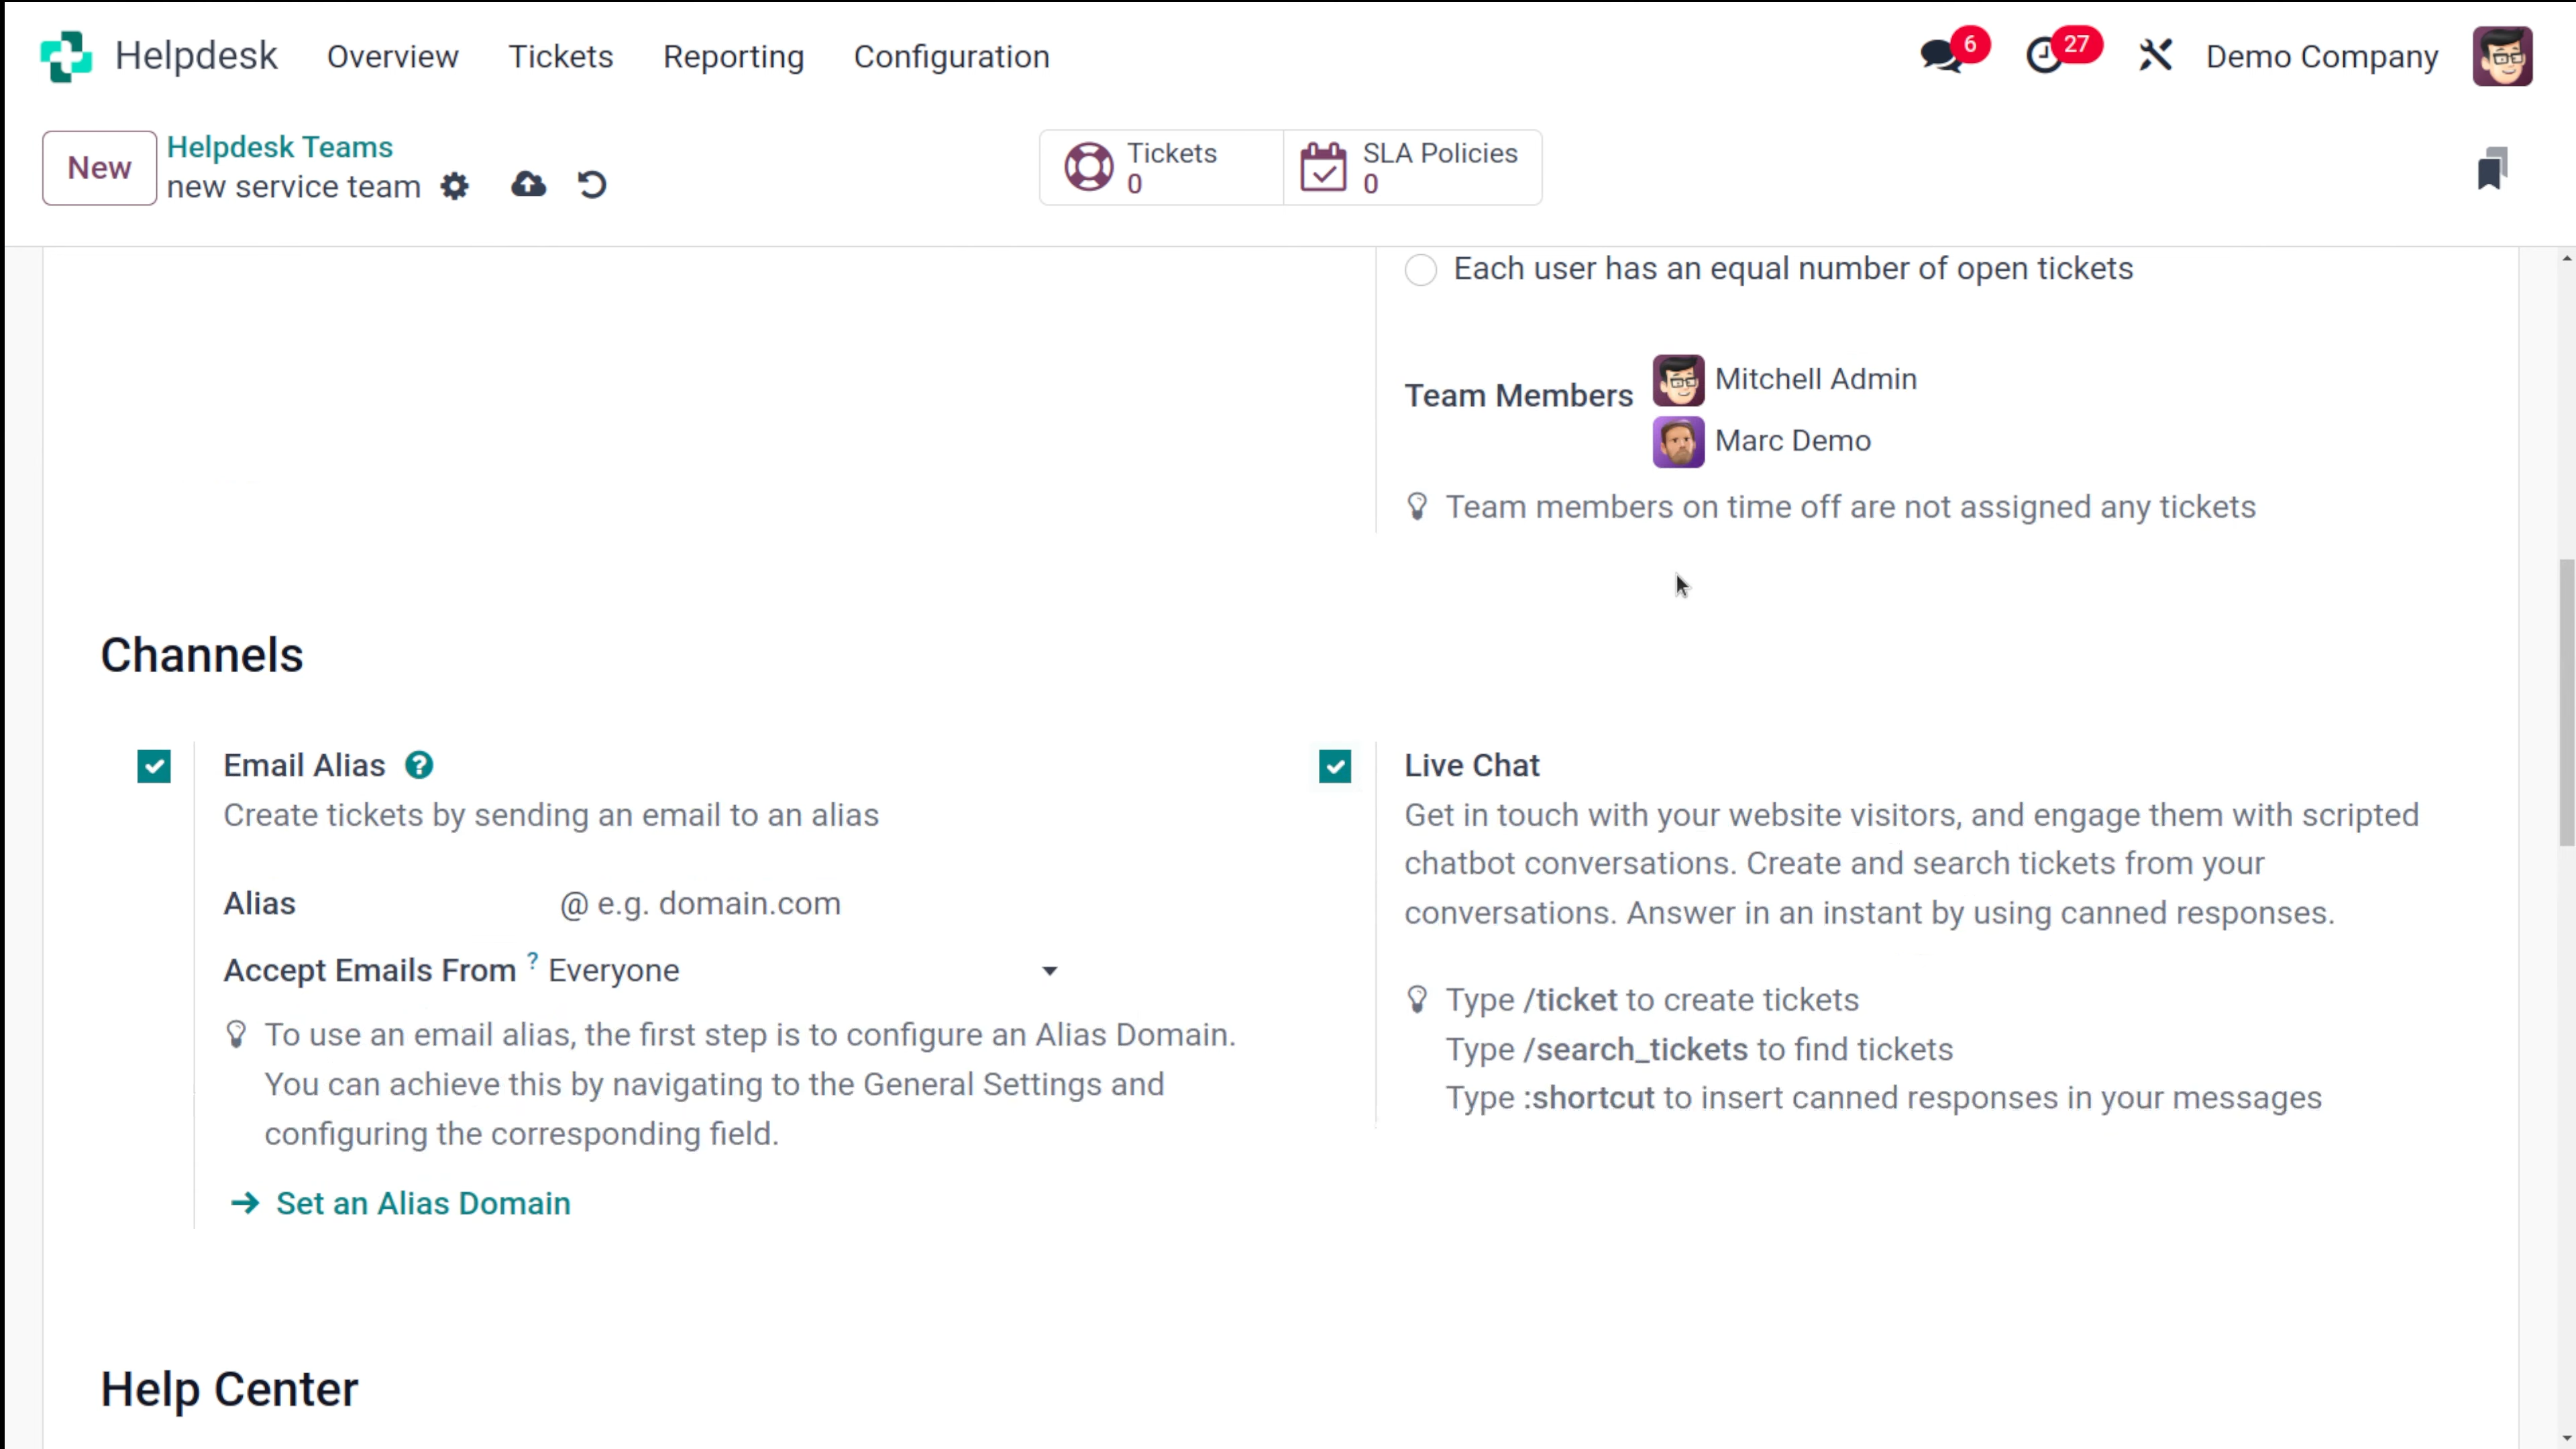 Helpdesk Overview Tickets Reporting Configuration 6 27 Demo Company
New
Helpdesk Teams
new service team
Tickets
0
SLA Policies
0
Each user has an equal number of open tickets
Team Members
Mitchell Admin
Marc Demo
Team members on time off are not assigned any tickets
Channels
Email Alias ?
Create tickets by sending an email to an alias
Alias @ e.g. domain.com
Accept Emails From ? Everyone
To use an email alias, the first step is to configure an Alias Domain.
You can achieve this by navigating to the General Settings and
configuring the corresponding field.
Set an Alias Domain
Live Chat
Get in touch with your website visitors, and engage them with scripted
chatbot conversations. Create and search tickets from your
conversations. Answer in an instant by using canned responses.
Type /ticket to create tickets
Type /search_tickets to find tickets
Type :shortcut to insert canned responses in your messages
Help Center